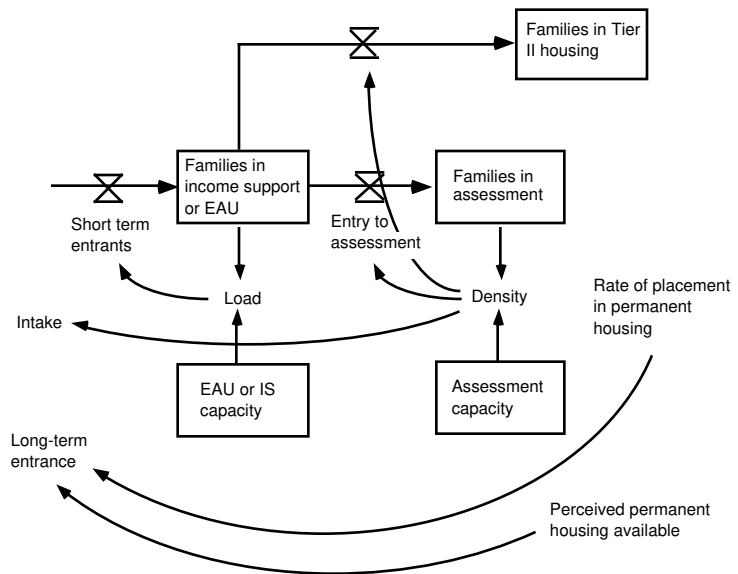 Families in Tier
II housing
Families in
income support
or EAU
Families in
assessment
Short term
entrants
Entry to
assessment
Load
Density
Rate of placement
in permanent
housing
Intake
EAU or IS
capacity
Assessment
capacity
Long-term
entrance
Perceived permanent
housing available